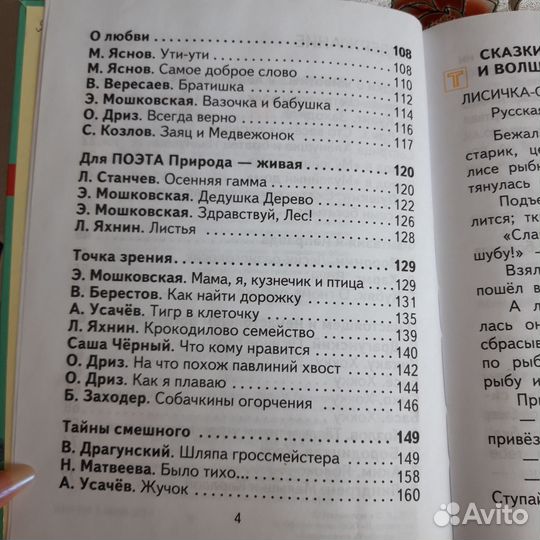 О любви 108
М. Яснов. Ути-ути 108
М. Яснов. Самое доброе слово 110
В. Вересаев. Братишка 112
Э. Мошковская. Вазочка и бабушка 114
О. Дриз. Всегда верно 116
С. Козлов. Заяц и Медвежонок 117
Для ПОЭТА Природа — живая 120
Л. Станчев. Осенняя гамма 120
Э. Мошковская. Дедушка Дерево 122
Э. Мошковская. Здравствуй, Лес! 126
Л. Яхнин. Листья 128
Точка зрения 129
Э. Мошковская. Мама, я, кузнечик и птица 129
В. Берестов. Как найти дорожку 131
А. Усачёв. Тигр в клеточку 135
Л. Яхнин. Крокодилово семейство 139
Саша Чёрный. Что кому нравится 140
О. Дриз. На что похож павлиний хвост 142
О. Дриз. Как я плаваю 144
Б. Заходер. Собачкины огорчения 146
Тайны смешного 149
В. Драгунский. Шляпа гроссмейстера 149
Н. Матвеева. Было тихо... 158
А. Усачёв. Жучок 160
4
СКАЗКИ
И ВОЛШ
Т
ЛИСИЧКА-С
Русская
Бежал
старик, це
лисе рыбк
тянулась
Подъе
лится; тк
«Сла
шубу!» —
Взял
пошёл в
А л
лась он
сбрасыв
по рыб
рыбу и
При
—
привёз
—
—
Ступай
Avito